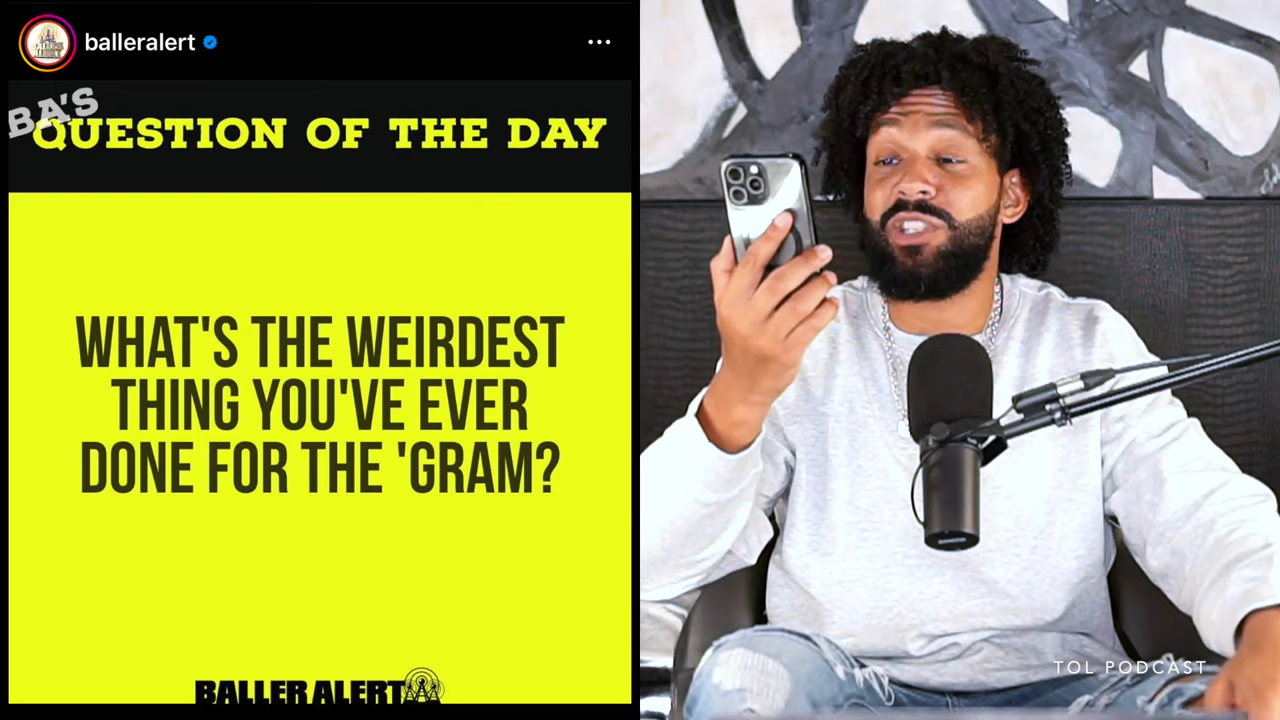 balleralert
BA'S
QUESTION OF THE DAY
WHAT'S THE WEIRDEST
THING YOU'VE EVER
DONE FOR THE 'GRAM?
BALLER ALERT
TOL PODCAST